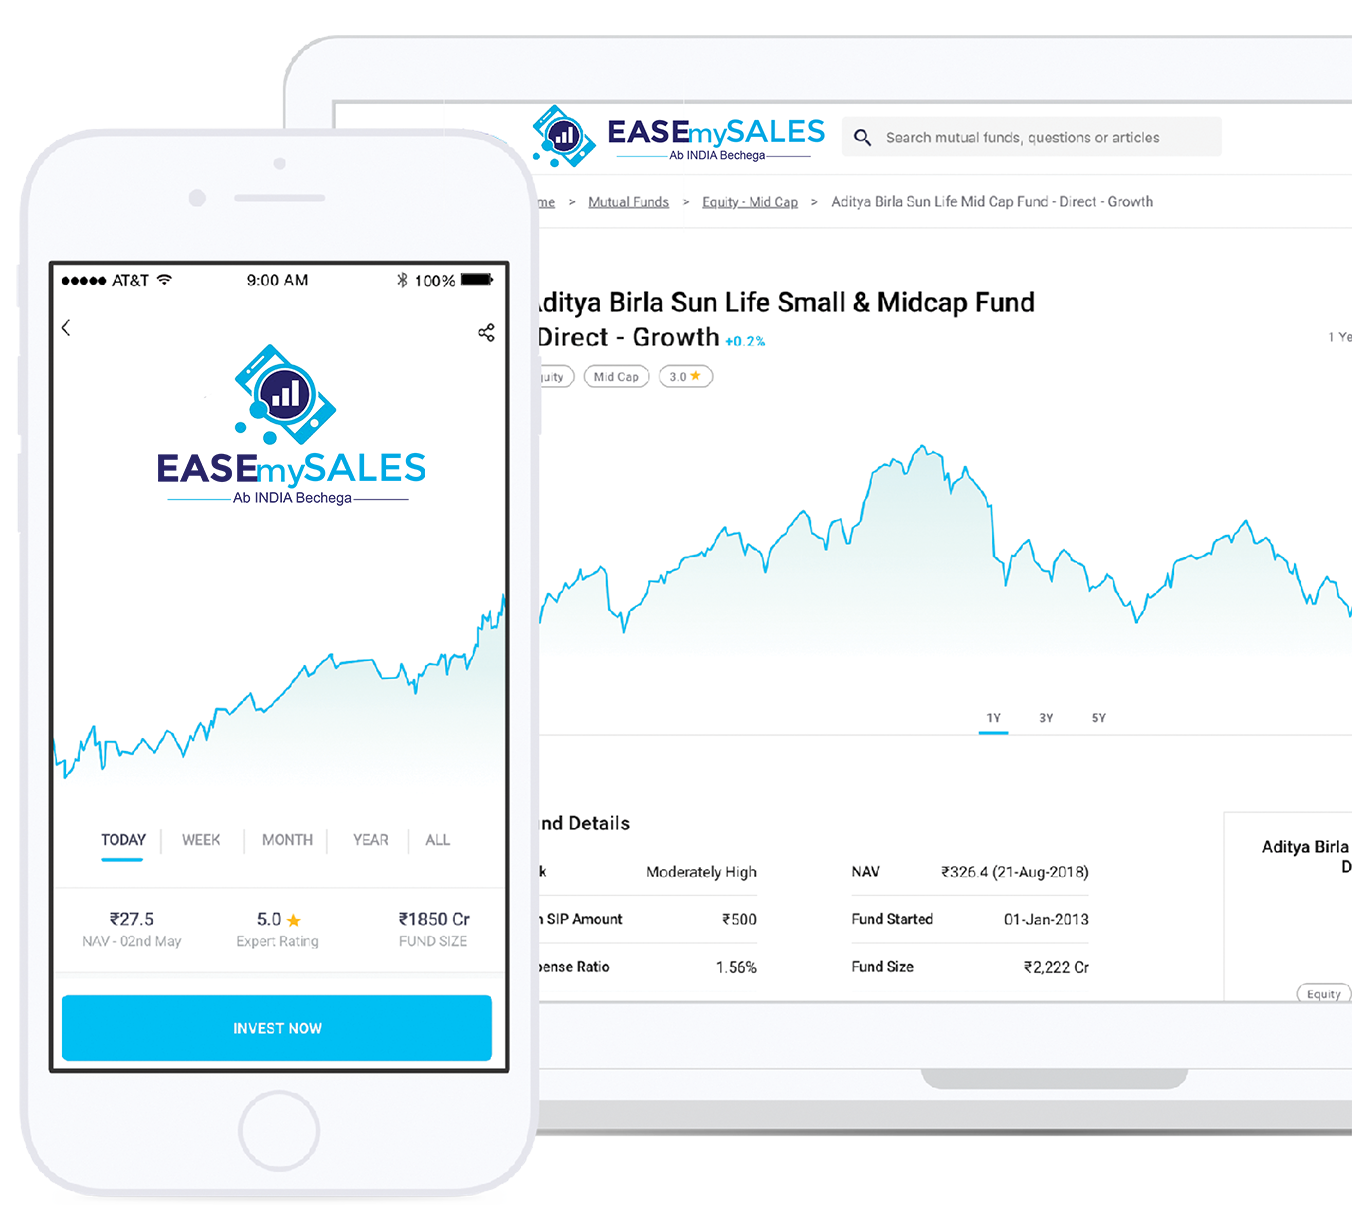 AT&T 9:00 AM 100%
EASEmySALES
Ab INDIA Bechega
TODAY WEEK MONTH YEAR ALL
₹27.5 5.0 ₹1850 Cr
NAV - 02nd May Expert Rating FUND SIZE
INVEST NOW
EASEmySALES
Ab INDIA Bechega
Search mutual funds, questions or articles
me > Mutual Funds > Equity - Mid Cap > Aditya Birla Sun Life Mid Cap Fund - Direct - Growth
Aditya Birla Sun Life Small & Midcap Fund
Direct - Growth +0.2%
1 Ye
quity Mid Cap 3.0
1Y 3Y 5Y
nd Details
k Moderately High NAV ₹326.4 (21-Aug-2018)
SIP Amount ₹500 Fund Started 01-Jan-2013
pense Ratio 1.56% Fund Size ₹2,222 Cr
Aditya Birla
D
Equity